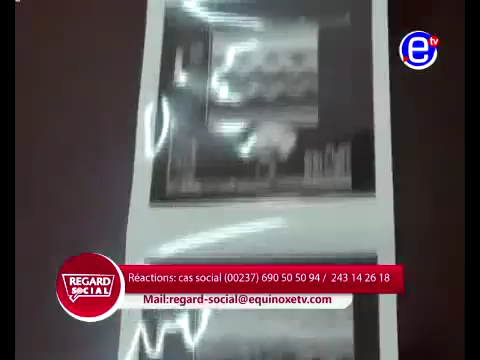 e tv
Réactions: cas social (00237) 690 50 50 94 / 243 14 26 18
REGARD
SOCIAL
Mail:regard-social@equinoxetv.com